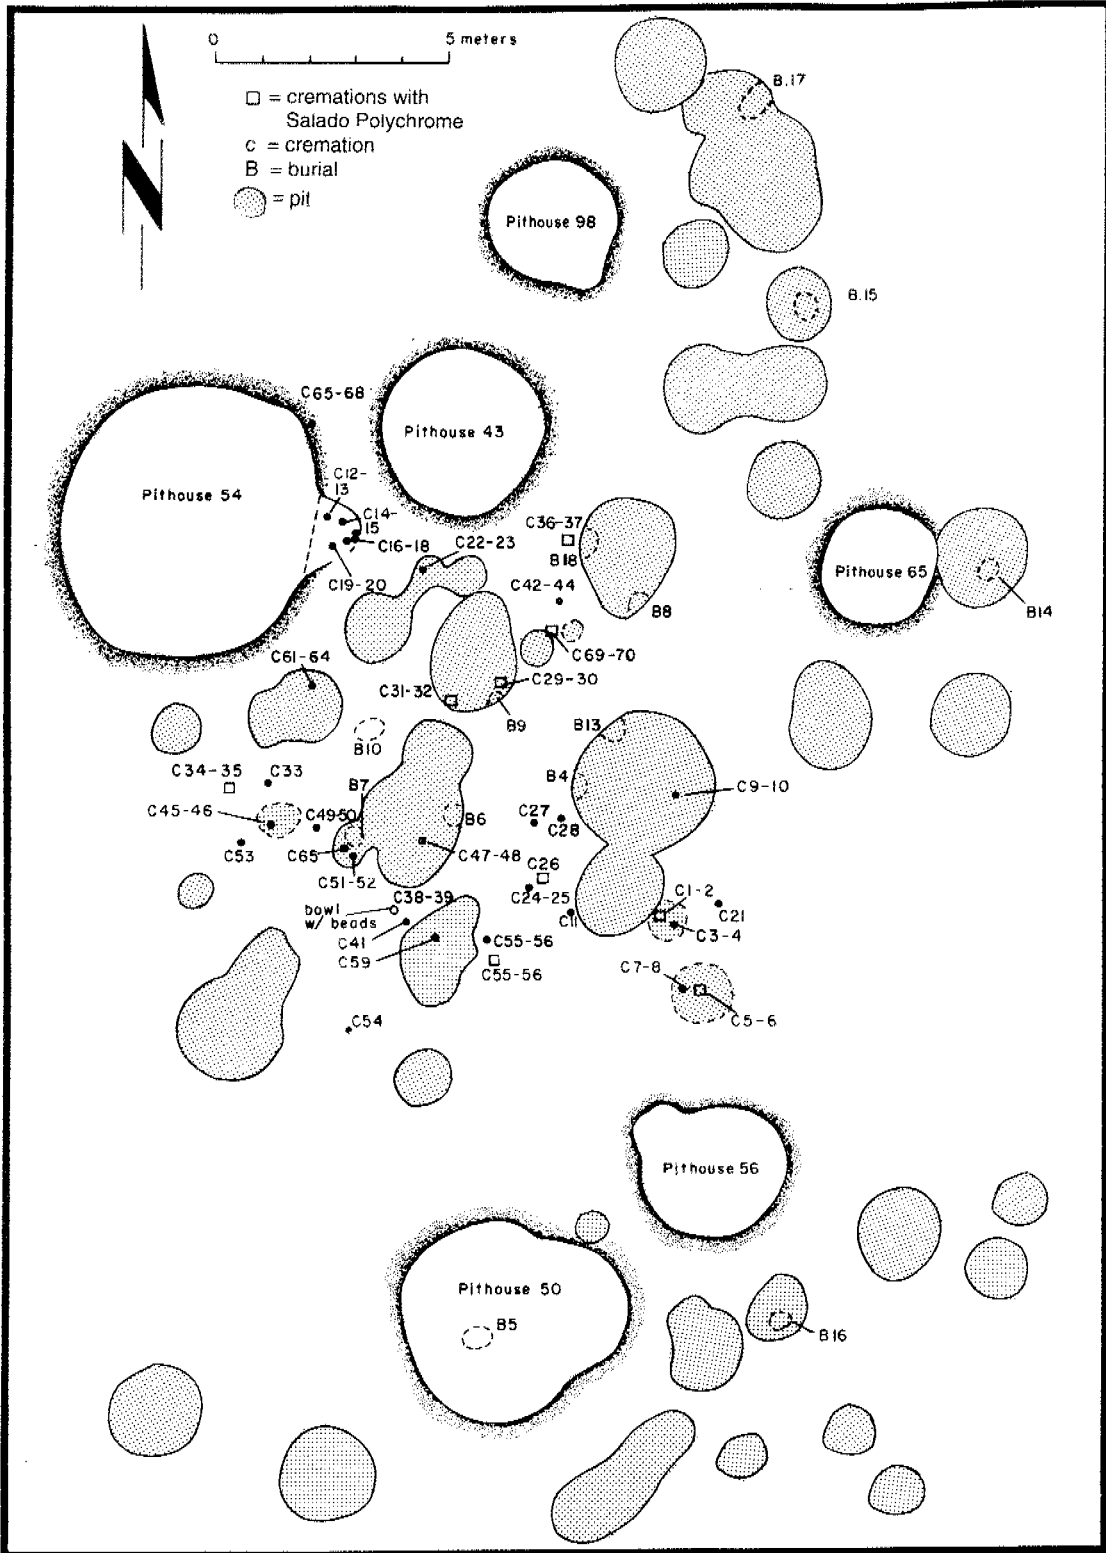 0 5 meters
□ = cremations with
Salado Polychrome
c = cremation
B = burial
= pit
N
B.17
Pithouse 98
B.15
C65-68
Pithouse 43
Pithouse 54
C12-
13
C14-
15
C16-18
C19-20
C22-23
C36-37
B18
C42-44
B8
Pithouse 65
B14
C69-70
C61-64
C31-32
C29-30
B9
B10
B13
C34-35
C33
B7
B4
C9-10
C45-46
C49-50
B6
C27
C28
C53
C65
C47-48
C51-52
C26
C24-25
C1-2
C38-39
bowl
w/ beads
C11
C21
C3-4
C41
C59
C55-56
C55-56
C7-8
C5-6
C54
Pithouse 56
Pithouse 50
B5
B16